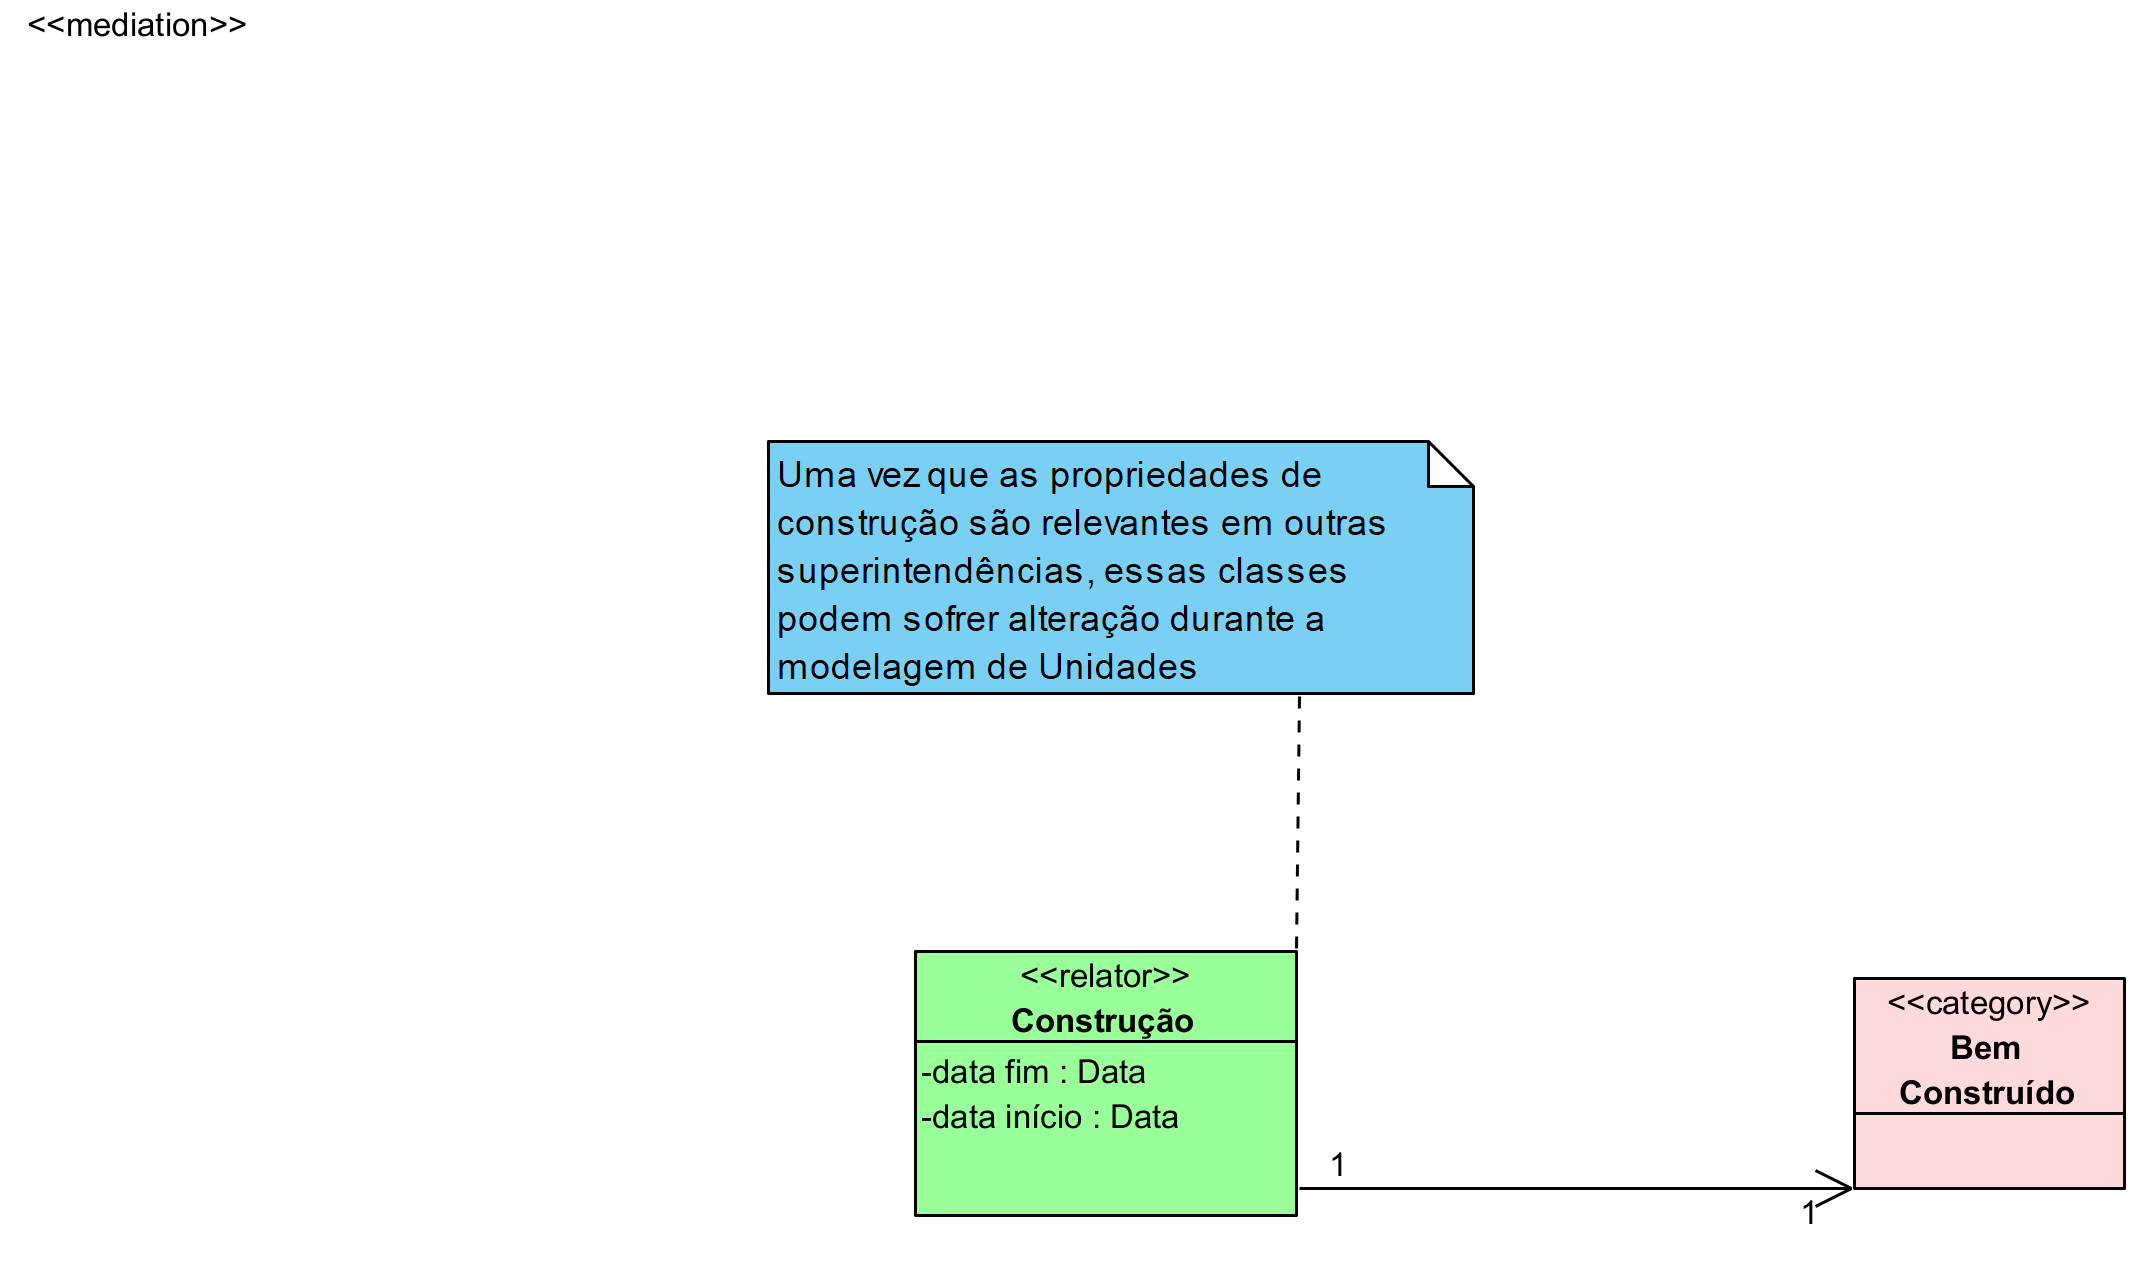 <<mediation>>
Uma vez que as propriedades de
construção são relevantes em outras
superintendências, essas classes
podem sofrer alteração durante a
modelagem de Unidades
<<relator>>
Construção
-data fim : Data
-data início : Data
<<category>>
Bem
Construído
1
1